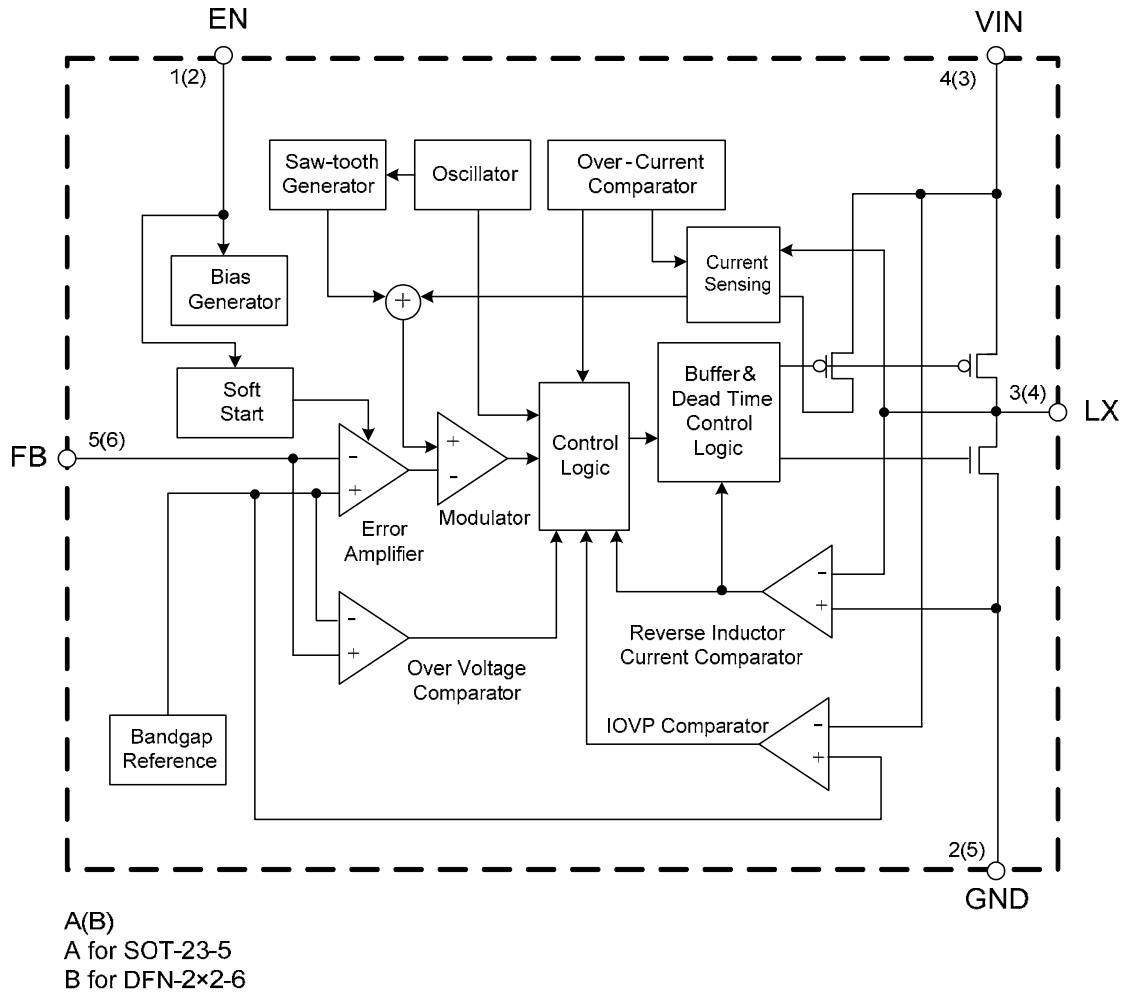 EN
VIN
1(2)
4(3)
Saw-tooth
Generator
Oscillator
Over-Current
Comparator
Current
Sensing
+
Bias
Generator
Soft
Start
Buffer &
Dead Time
Control
Logic
3(4)
LX
FB
5(6)
-
+
Error
Amplifier
+
-
Modulator
Control
Logic
-
+
Reverse Inductor
Current Comparator
-
+
Over Voltage
Comparator
Bandgap
Reference
IOVP Comparator
-
+
2(5)
GND
A(B)
A for SOT-23-5
B for DFN-2×2-6